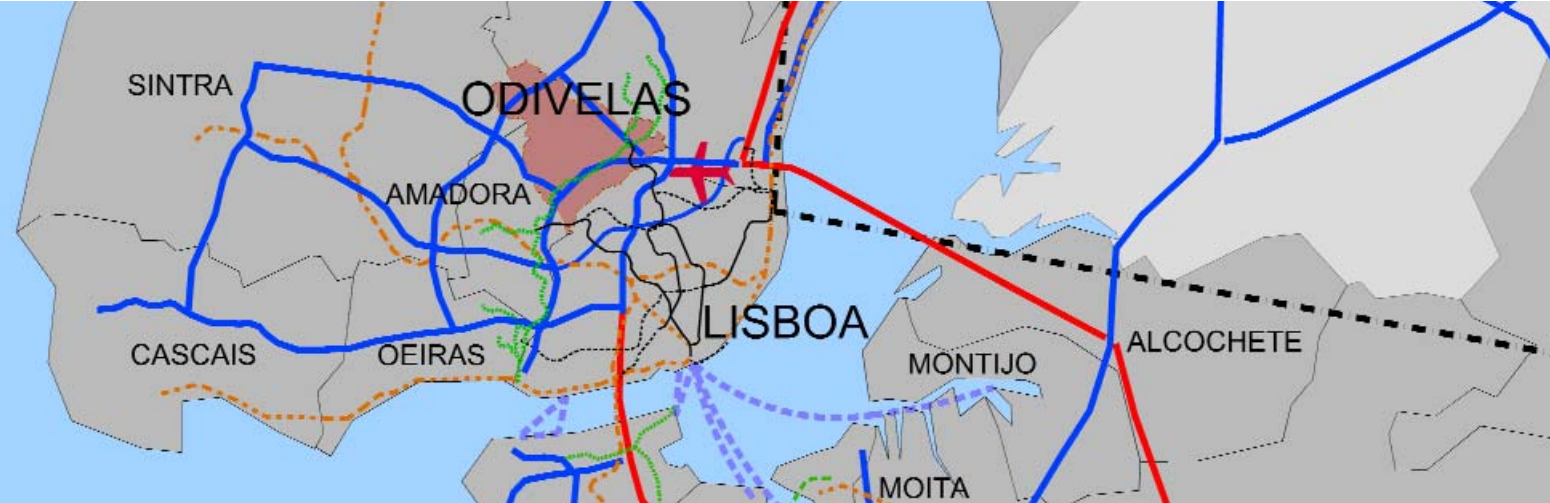 SINTRA
ODIVELAS
AMADORA
LISBOA
CASCAIS
OEIRAS
MONTIJO
ALCOCHETE
MOITA